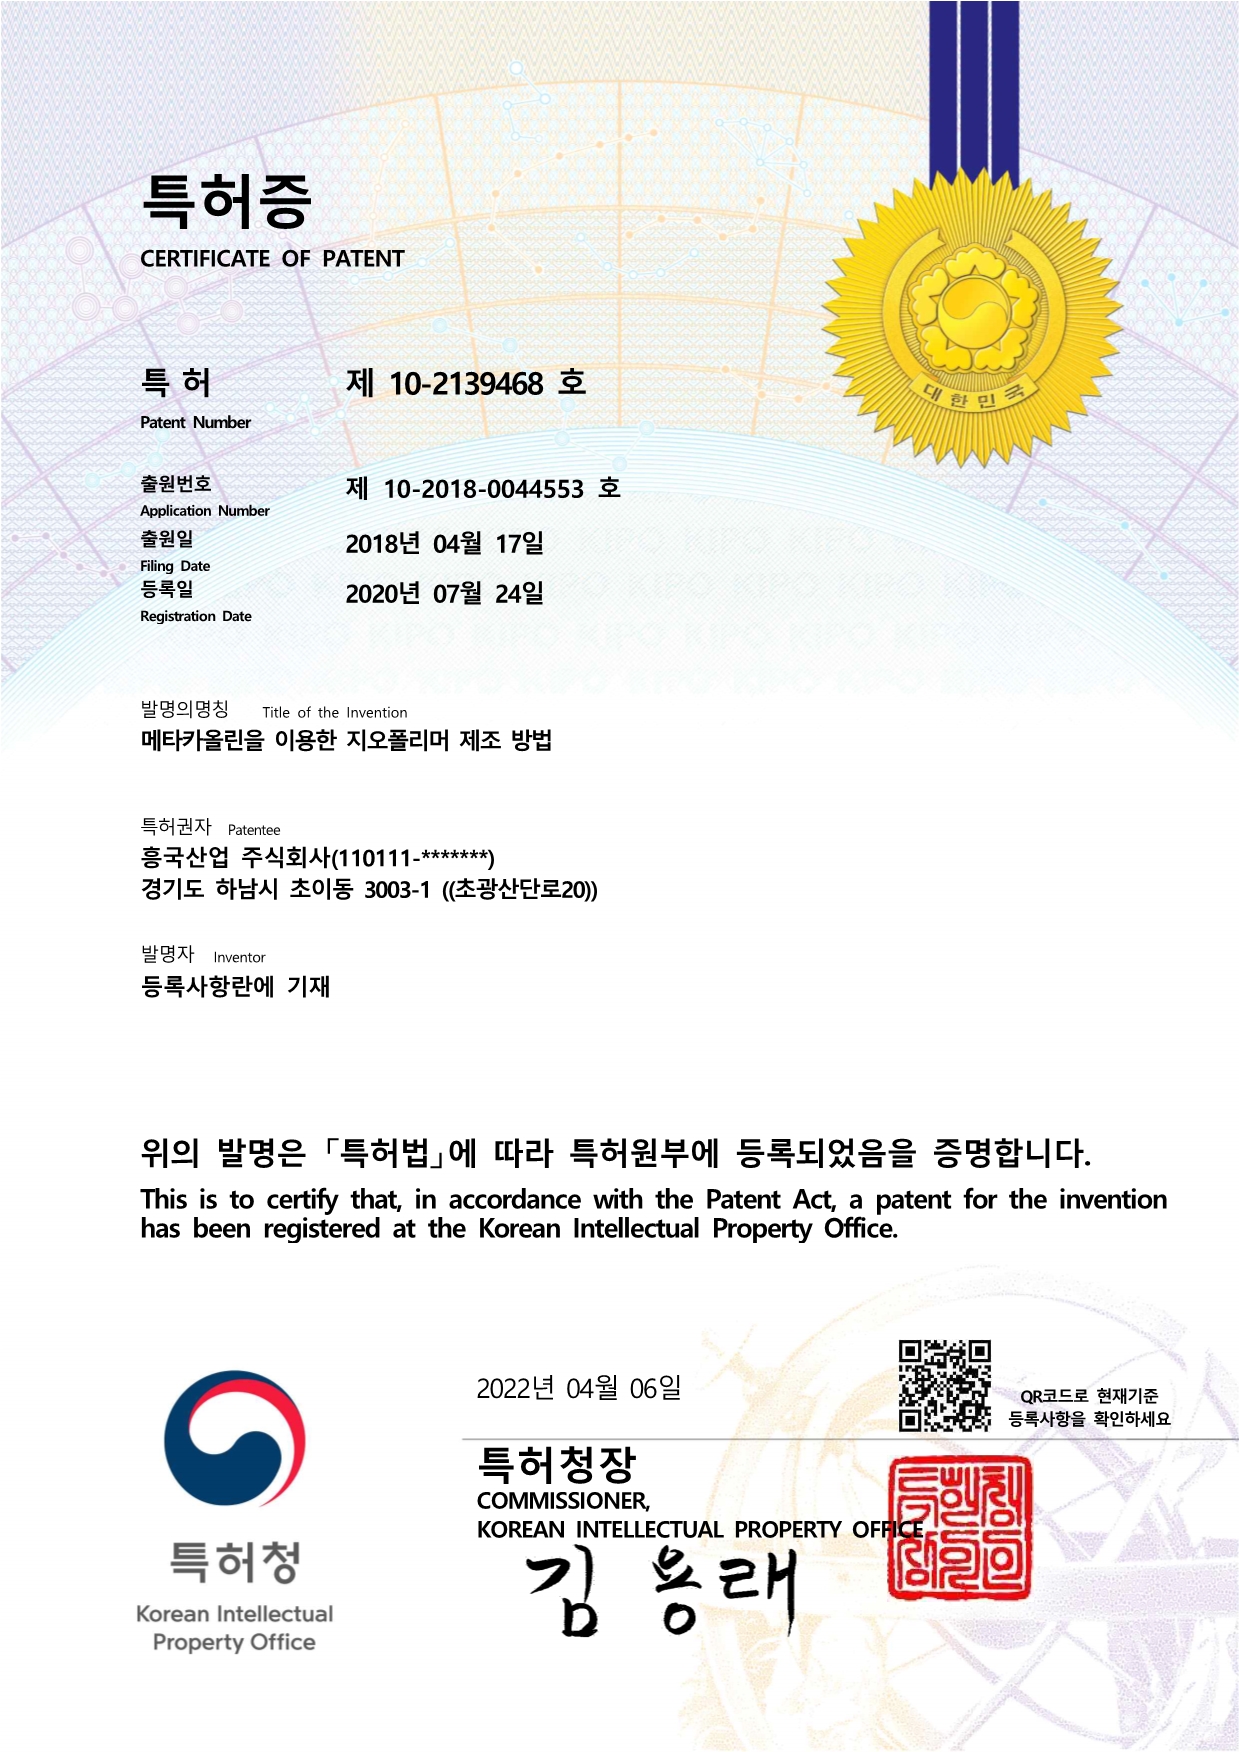 특허증
CERTIFICATE OF PATENT
대한민국
특 허 제 10-2139468 호
Patent Number
출원번호 제 10-2018-0044553 호
Application Number
출원일 2018년 04월 17일
Filing Date
등록일 2020년 07월 24일
Registration Date
발명의명칭 Title of the Invention
메타카올린을 이용한 지오폴리머 제조 방법
특허권자 Patentee
흥국산업 주식회사(110111-*******)
경기도 하남시 초이동 3003-1 ((초광산단로20))
발명자 Inventor
등록사항란에 기재
위의 발명은 「특허법」에 따라 특허원부에 등록되었음을 증명합니다.
This is to certify that, in accordance with the Patent Act, a patent for the invention
has been registered at the Korean Intellectual Property Office.
2022년 04월 06일
QR코드로 현재기준
등록사항을 확인하세요
특허청장
COMMISSIONER,
KOREAN INTELLECTUAL PROPERTY OFFICE
김용래
특허청
Korean Intellectual
Property Office
특허청장의인